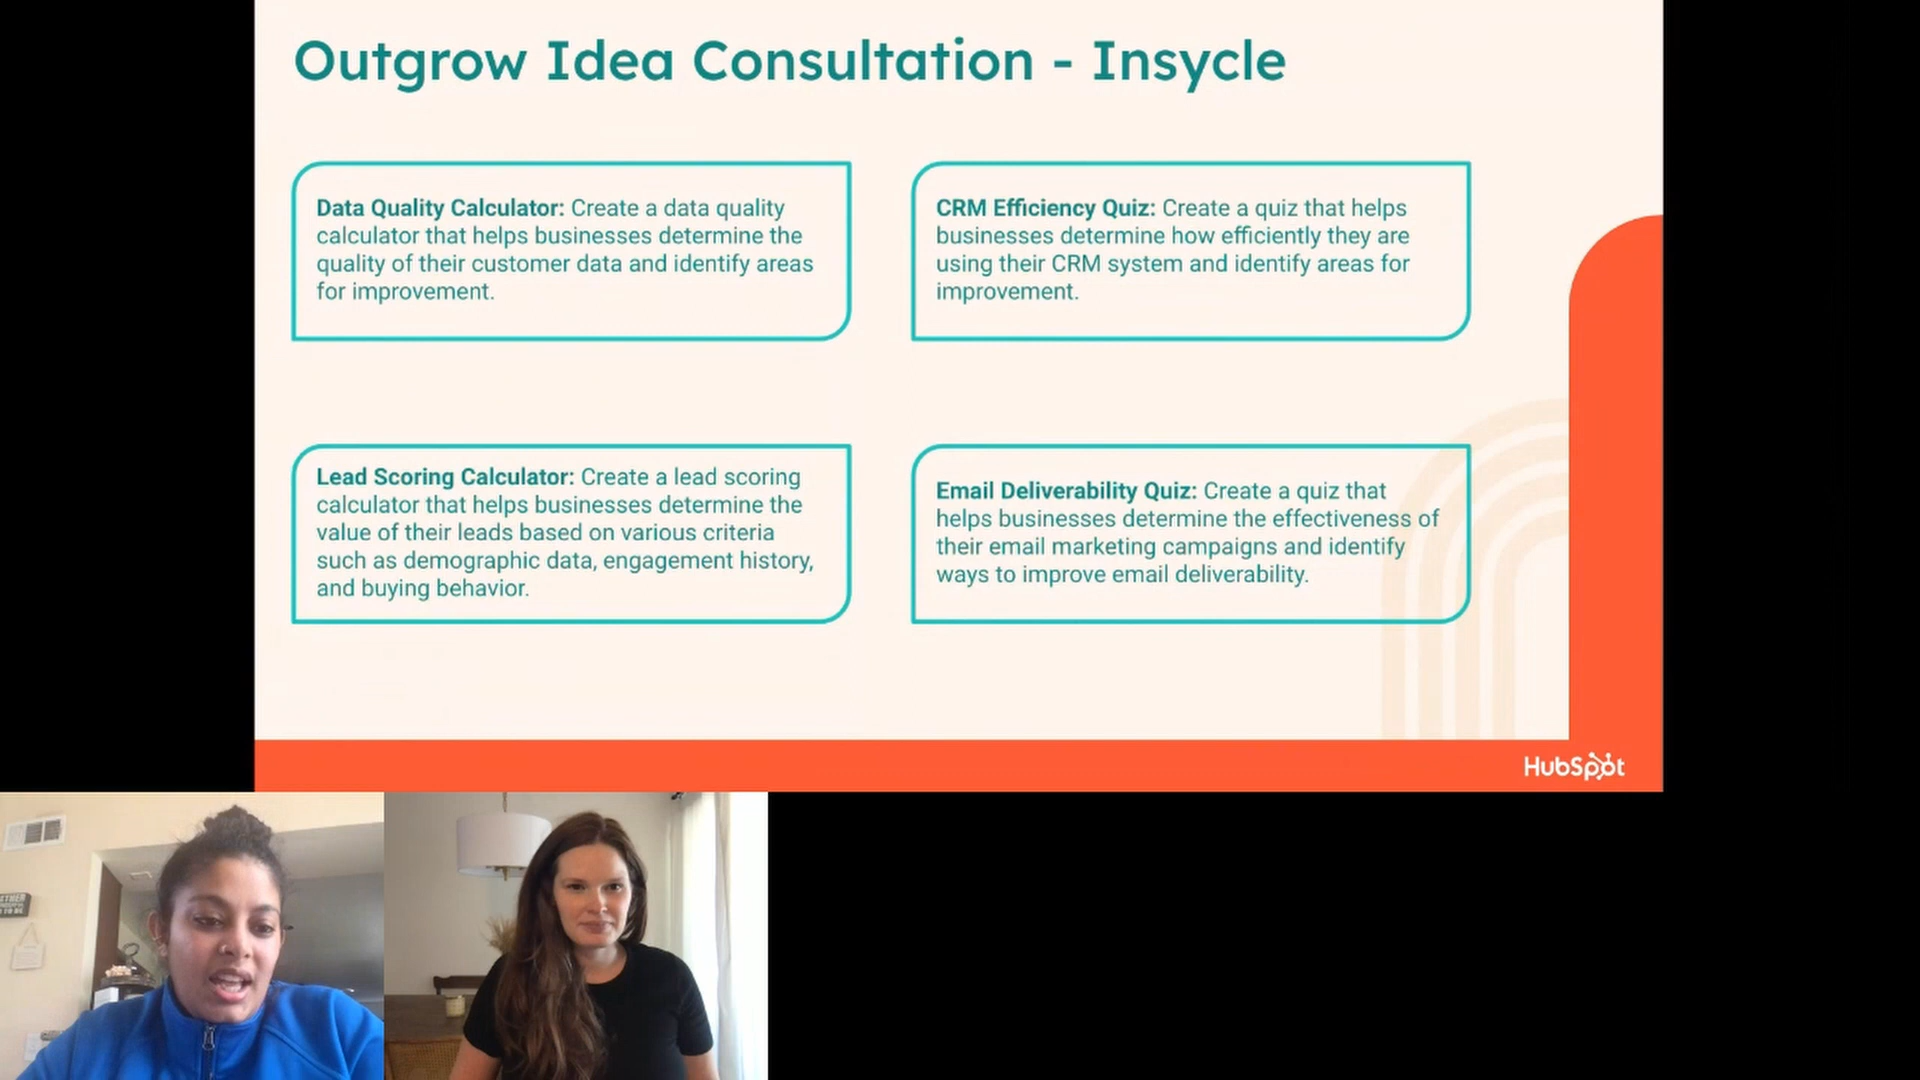 Outgrow Idea Consultation - Insycle
Data Quality Calculator: Create a data quality
calculator that helps businesses determine the
quality of their customer data and identify areas
for improvement.
CRM Efficiency Quiz: Create a quiz that helps
businesses determine how efficiently they are
using their CRM system and identify areas for
improvement.
Lead Scoring Calculator: Create a lead scoring
calculator that helps businesses determine the
value of their leads based on various criteria
such as demographic data, engagement history,
and buying behavior.
Email Deliverability Quiz: Create a quiz that
helps businesses determine the effectiveness of
their email marketing campaigns and identify
ways to improve email deliverability.
HubSpot